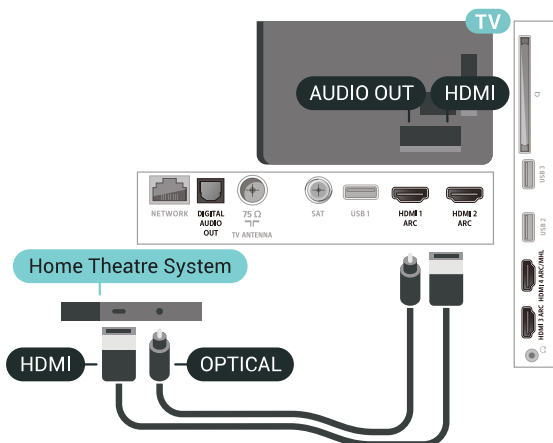 TV
AUDIO OUT
HDMI
CI
USB 3
USB 2
HDMI 4 ARC/MHL
HDMI 3 ARC
NETWORK
DIGITAL
AUDIO
OUT
75 Ω
TV ANTENNA
SAT
USB 1
HDMI 1
ARC
HDMI 2
ARC
Home Theatre System
HDMI
OPTICAL